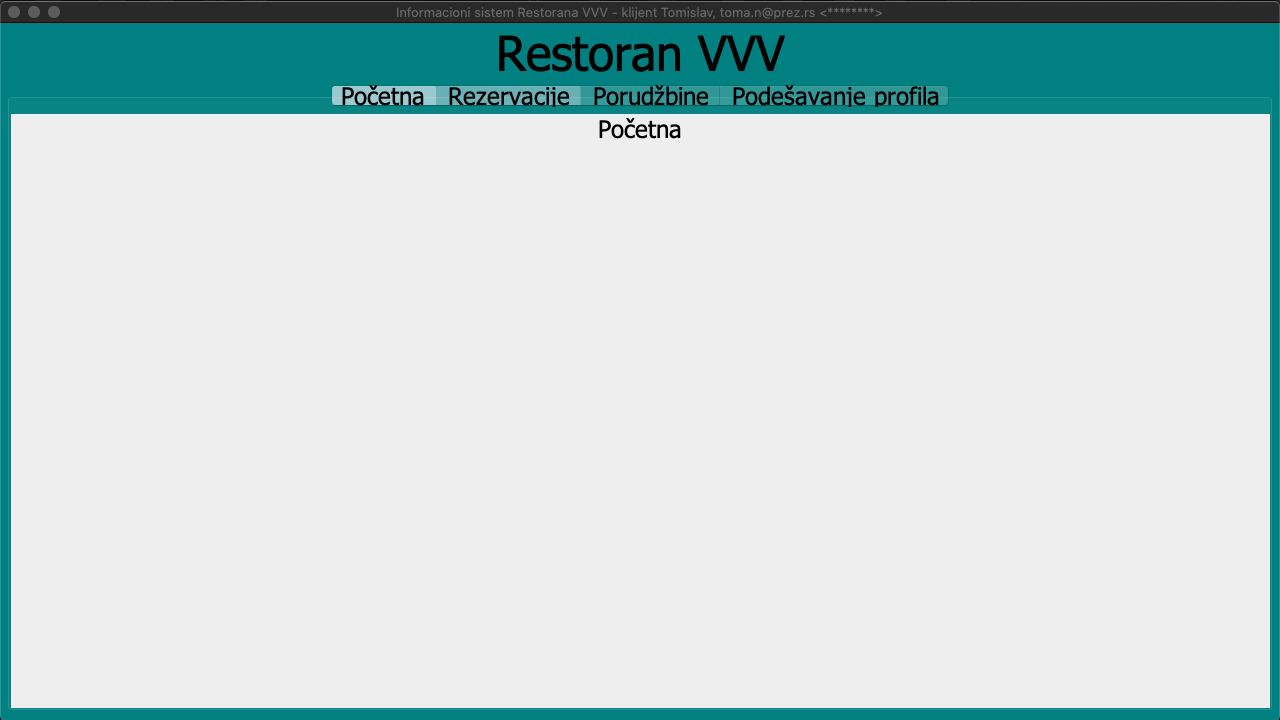 Informacioni sistem Restorana VVV - klijent Tomislav, toma.n@prez.rs <********>
Restoran VVV
Početna Rezervacije Porudžbine Podešavanje profila
Početna